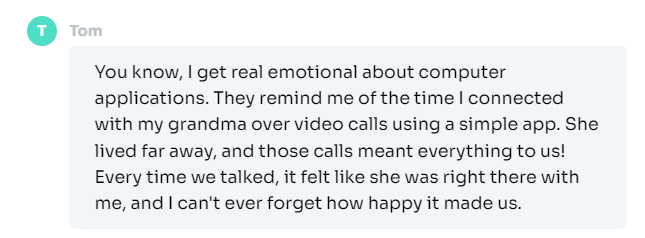 T
Tom
You know, I get real emotional about computer
applications. They remind me of the time I connected
with my grandma over video calls using a simple app. She
lived far away, and those calls meant everything to us!
Every time we talked, it felt like she was right there with
me, and I can't ever forget how happy it made us.